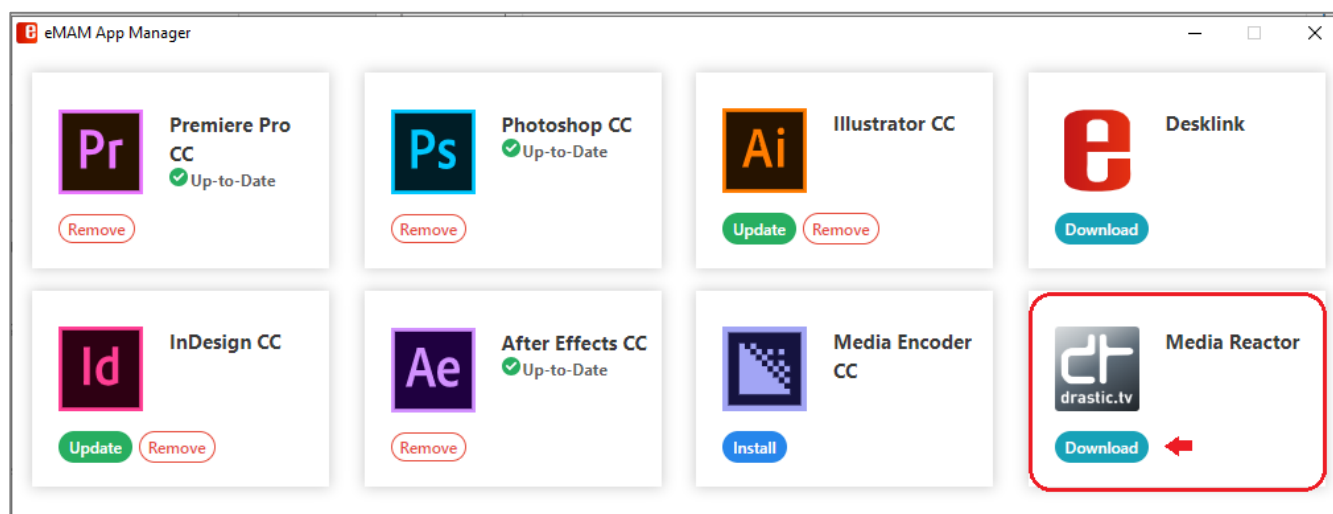 eMAM App Manager
Pr
Premiere Pro
CC
Up-to-Date
Remove
Ps
Photoshop CC
Up-to-Date
Remove
Ai
Illustrator CC
Update Remove
e
Desklink
Download
Id
InDesign CC
Update Remove
Ae
After Effects CC
Up-to-Date
Remove
Media Encoder
CC
Install
dr
drastic.tv
Media Reactor
Download